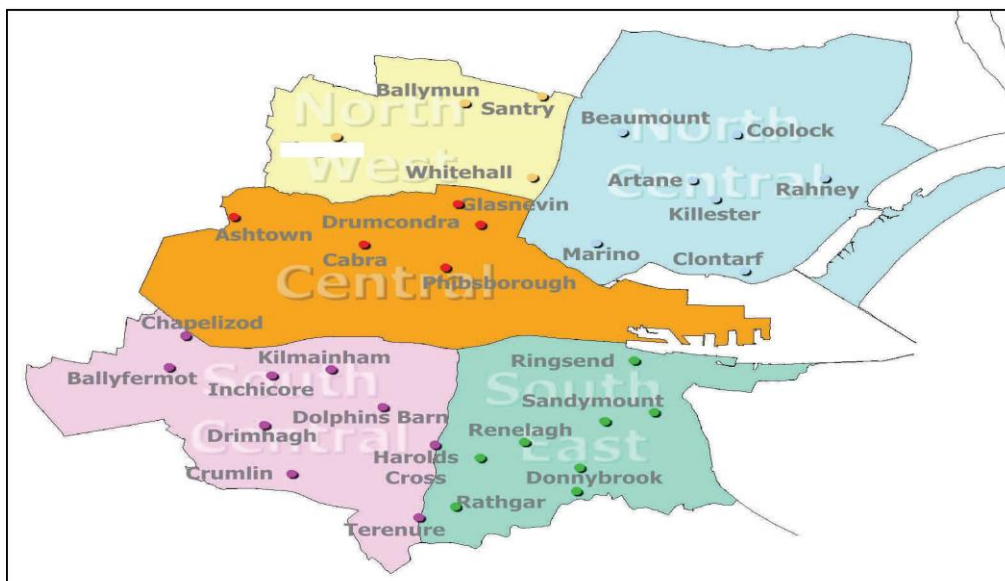 Ballymun
Santry
North
West
Whitehall
Beaumount
North
Central
Coolock
Artane
Rahney
Killester
Marino
Clontarf
Glasnevin
Drumcondra
Ashtown
Cabra
Central
Phibsborough
Chapelizod
Kilmainham
Ballyfermot
Inchicore
South
Central
Dolphins Barn
Drimhagh
Crumlin
Harolds
Cross
Terenure
Ringsend
South
East
Sandymount
Renelagh
Donnybrook
Rathgar